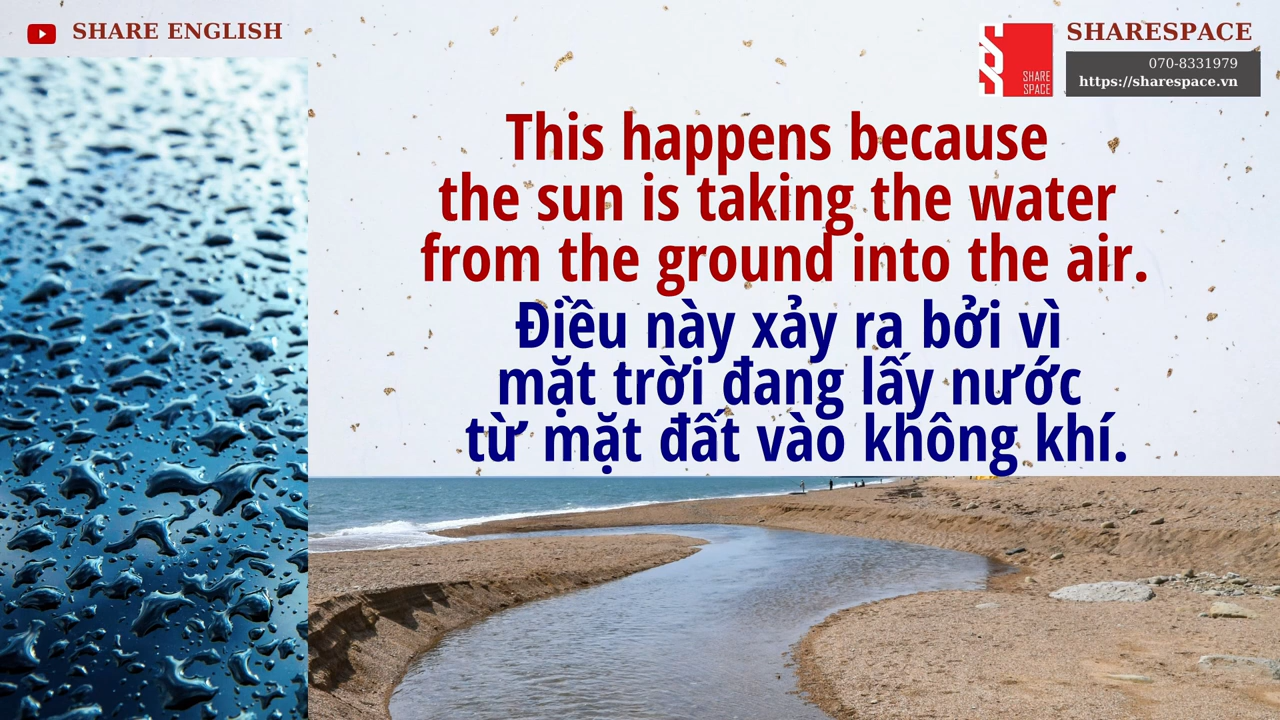 SHARE ENGLISH
SHARESPACE
SHARE
SPACE
070-8331979
https://sharespace.vn
This happens because
the sun is taking the water
from the ground into the air.
Điều này xảy ra bởi vì
mặt trời đang lấy nước
từ mặt đất vào không khí.